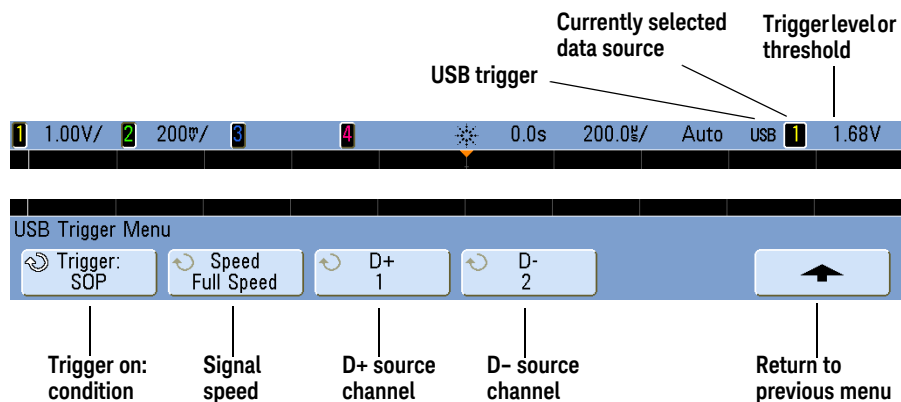 Currently selected
data source
Trigger level or
threshold
USB trigger
1 1.00V/ 2 200m/ 3 4 0.0s 200.0µs/ Auto USB 1 1.68V
USB Trigger Menu
Trigger:
SOP
Speed
Full Speed
D+
1
D-
2
Trigger on:
condition
Signal
speed
D+ source
channel
D– source
channel
Return to
previous menu